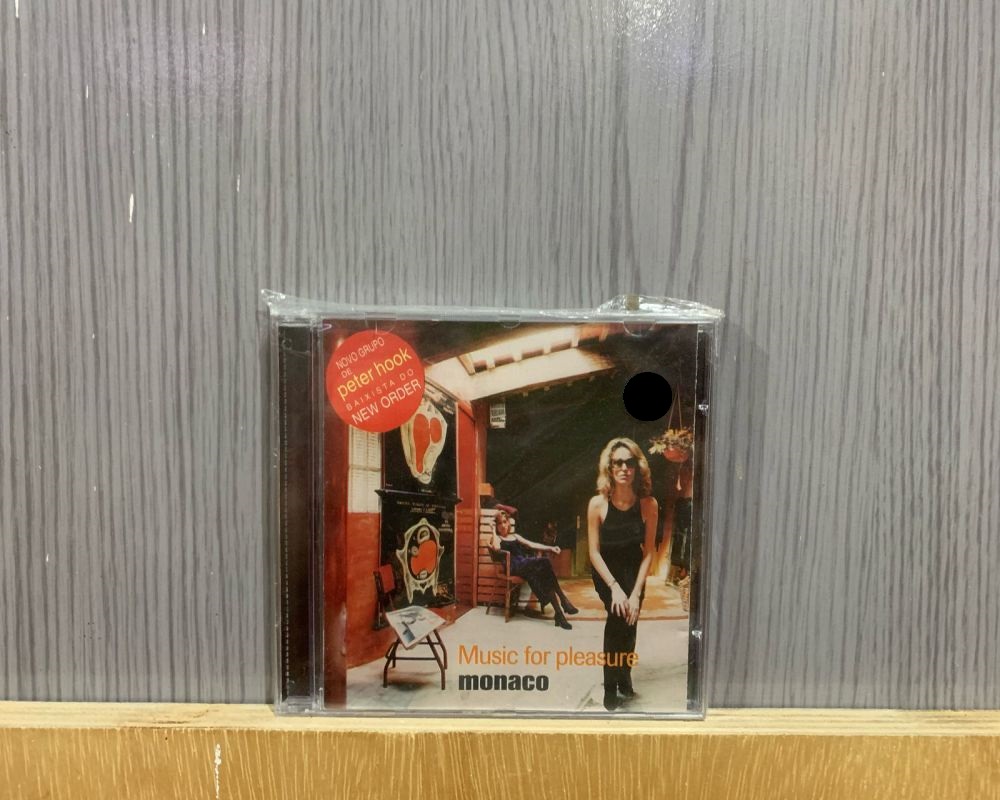 NOVO GRUPO
DE
peter hook
BAIXISTA DO
NEW ORDER
Music for pleasure
monaco